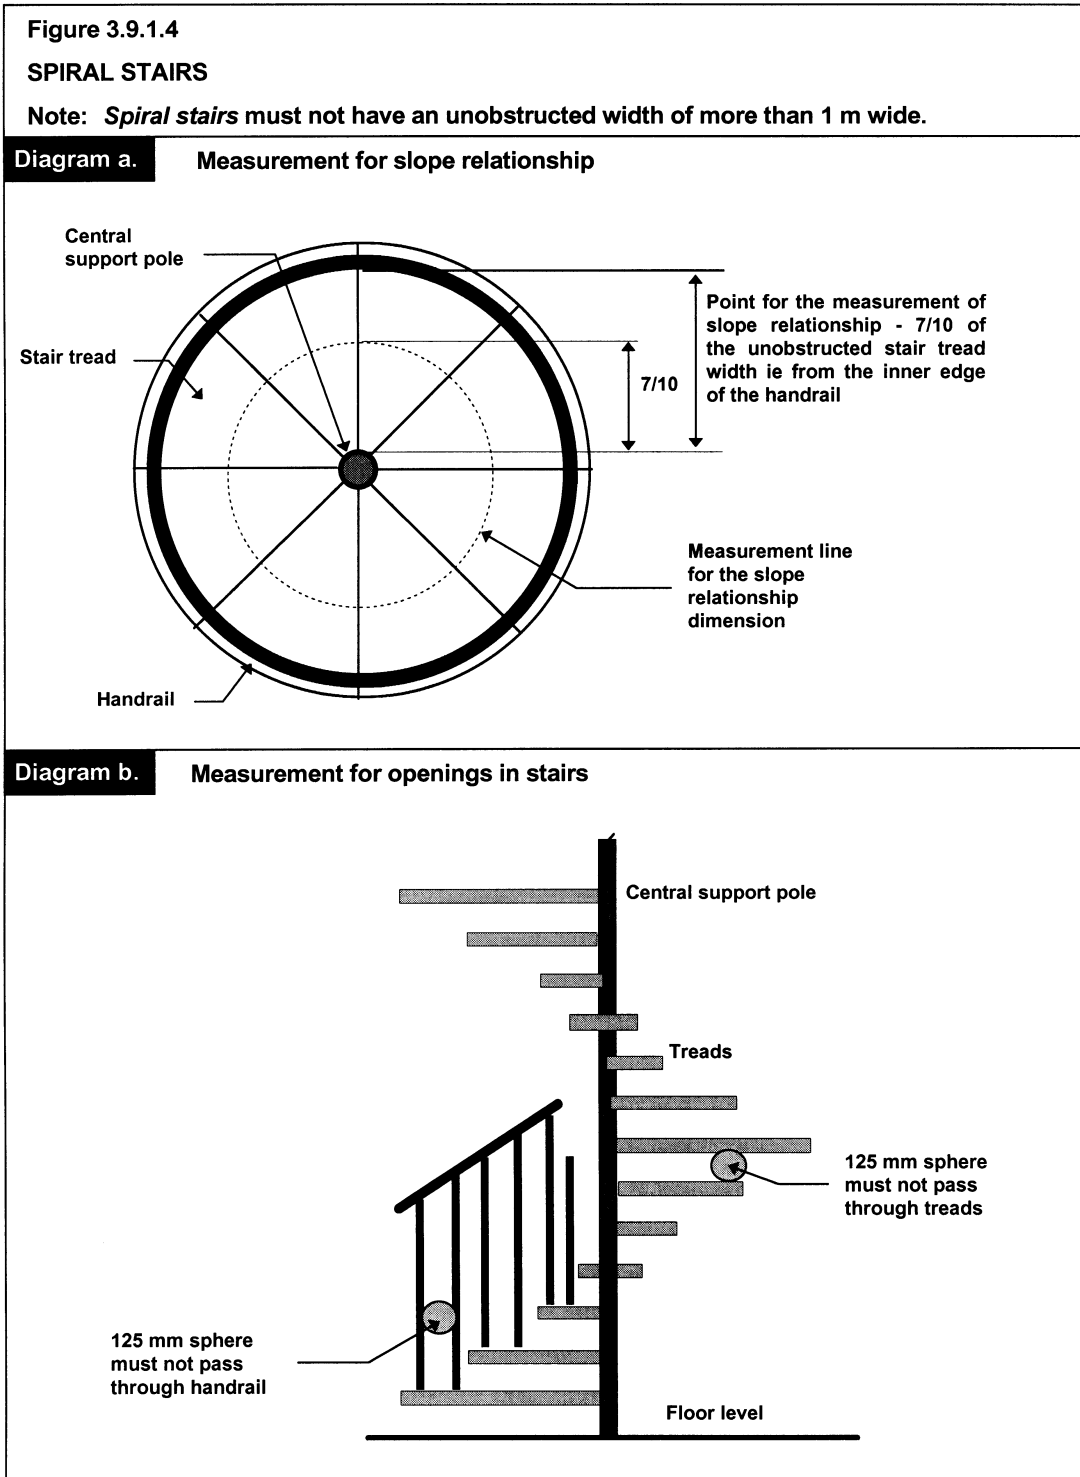 Figure 3.9.1.4
SPIRAL STAIRS
Note: Spiral stairs must not have an unobstructed width of more than 1 m wide.
Diagram a. Measurement for slope relationship
Central
support pole
Stair tread
Handrail
7/10
Point for the measurement of
slope relationship - 7/10 of
the unobstructed stair tread
width ie from the inner edge
of the handrail
Measurement line
for the slope
relationship
dimension
Diagram b. Measurement for openings in stairs
Central support pole
Treads
125 mm sphere
must not pass
through treads
125 mm sphere
must not pass
through handrail
Floor level